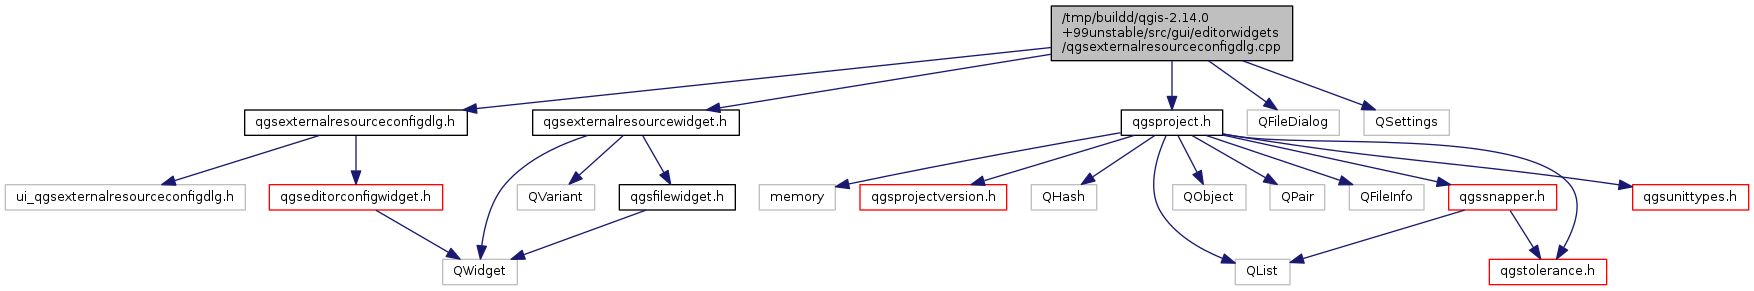 /tmp/buildd/qgis-2.14.0
+99unstable/src/gui/editorwidgets
/qgsexternalresourceconfigdlg.cpp
qgsexternalresourceconfigdlg.h
qgsexternalresourcewidget.h
qgsproject.h
QFileDialog
QSettings
ui_qgsexternalresourceconfigdlg.h
qgseditorconfigwidget.h
QVariant
qgsfilewidget.h
memory
qgsprojectversion.h
QHash
QObject
QPair
QFileInfo
qgssnapper.h
qgsunittypes.h
QWidget
QList
qgstolerance.h